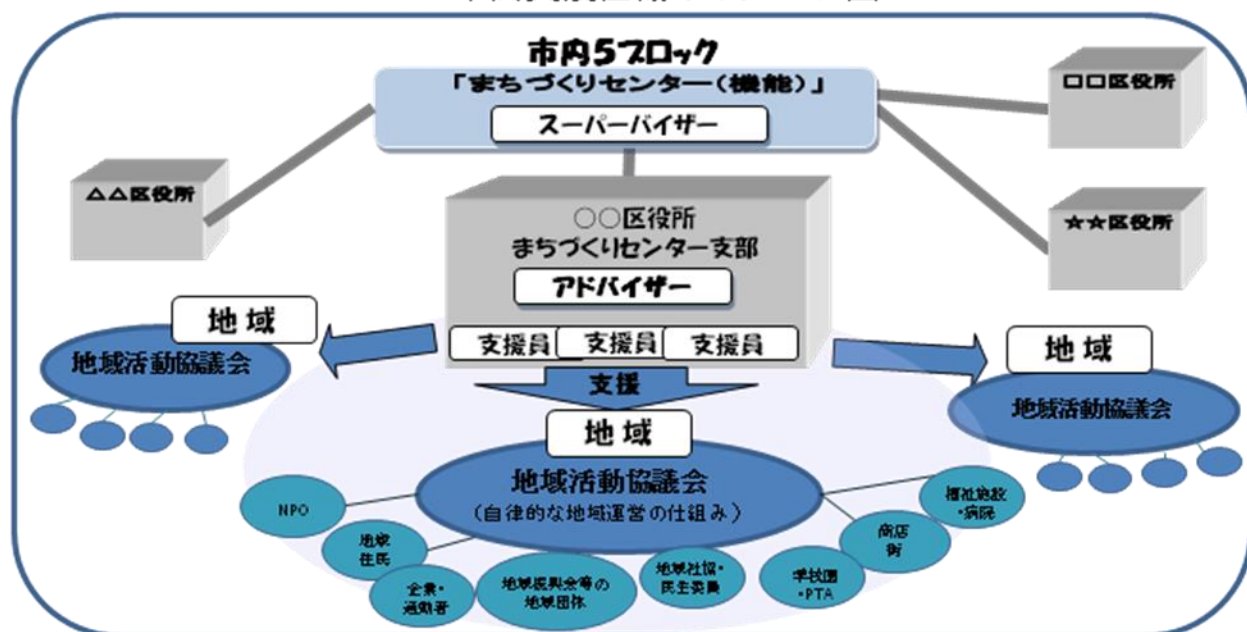 市内5ブロック
「まちづくりセンター(機能)」
スーパーバイザー
□□区役所
△△区役所
☆☆区役所
〇〇区役所
まちづくりセンター支部
アドバイザー
支援員
支援員
支援員
支援
地域
地域活動協議会
地域
地域活動協議会
地域
地域活動協議会
(自律的な地域運営の仕組み)
NPO
地域
住民
企業・
通勤者
地域振興会等の
地域団体
地域社協・
民生委員
学校園
・PTA
商店
街
福祉施設
・病院